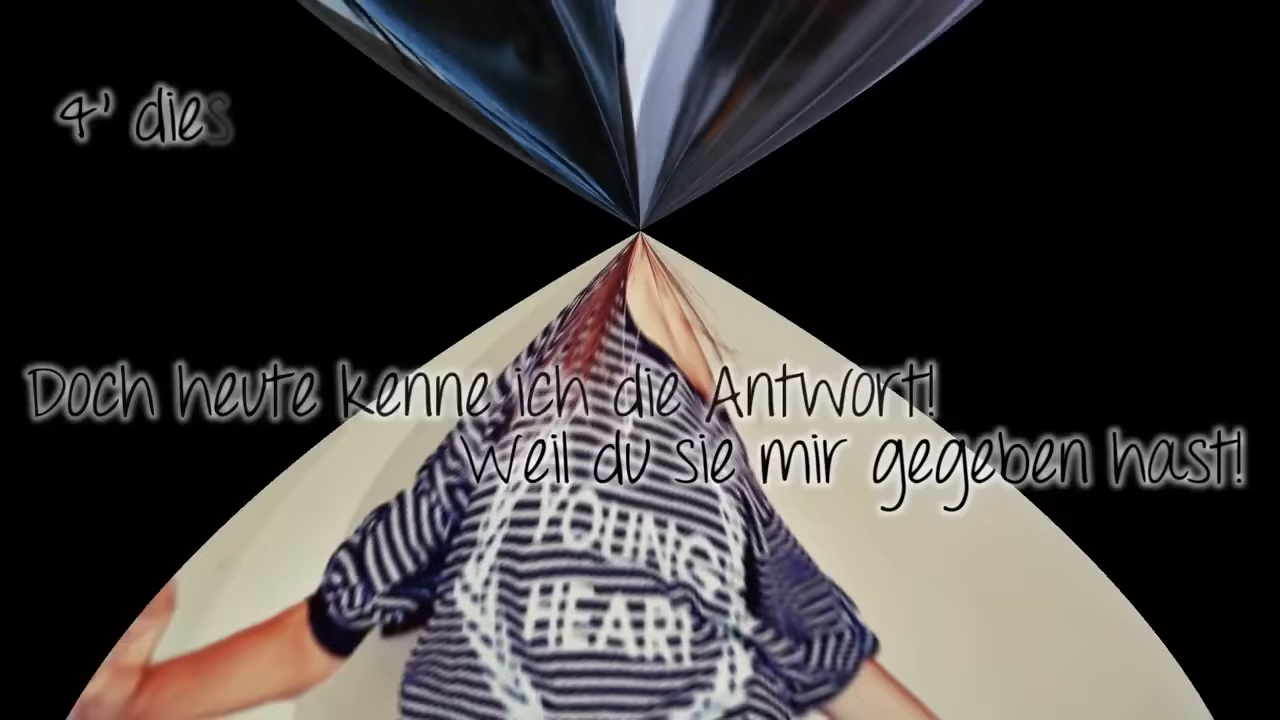 4' dies
Doch heute kenne ich die Antwort!
Weil du sie mir gegeben hast!
YOUNG
HEART